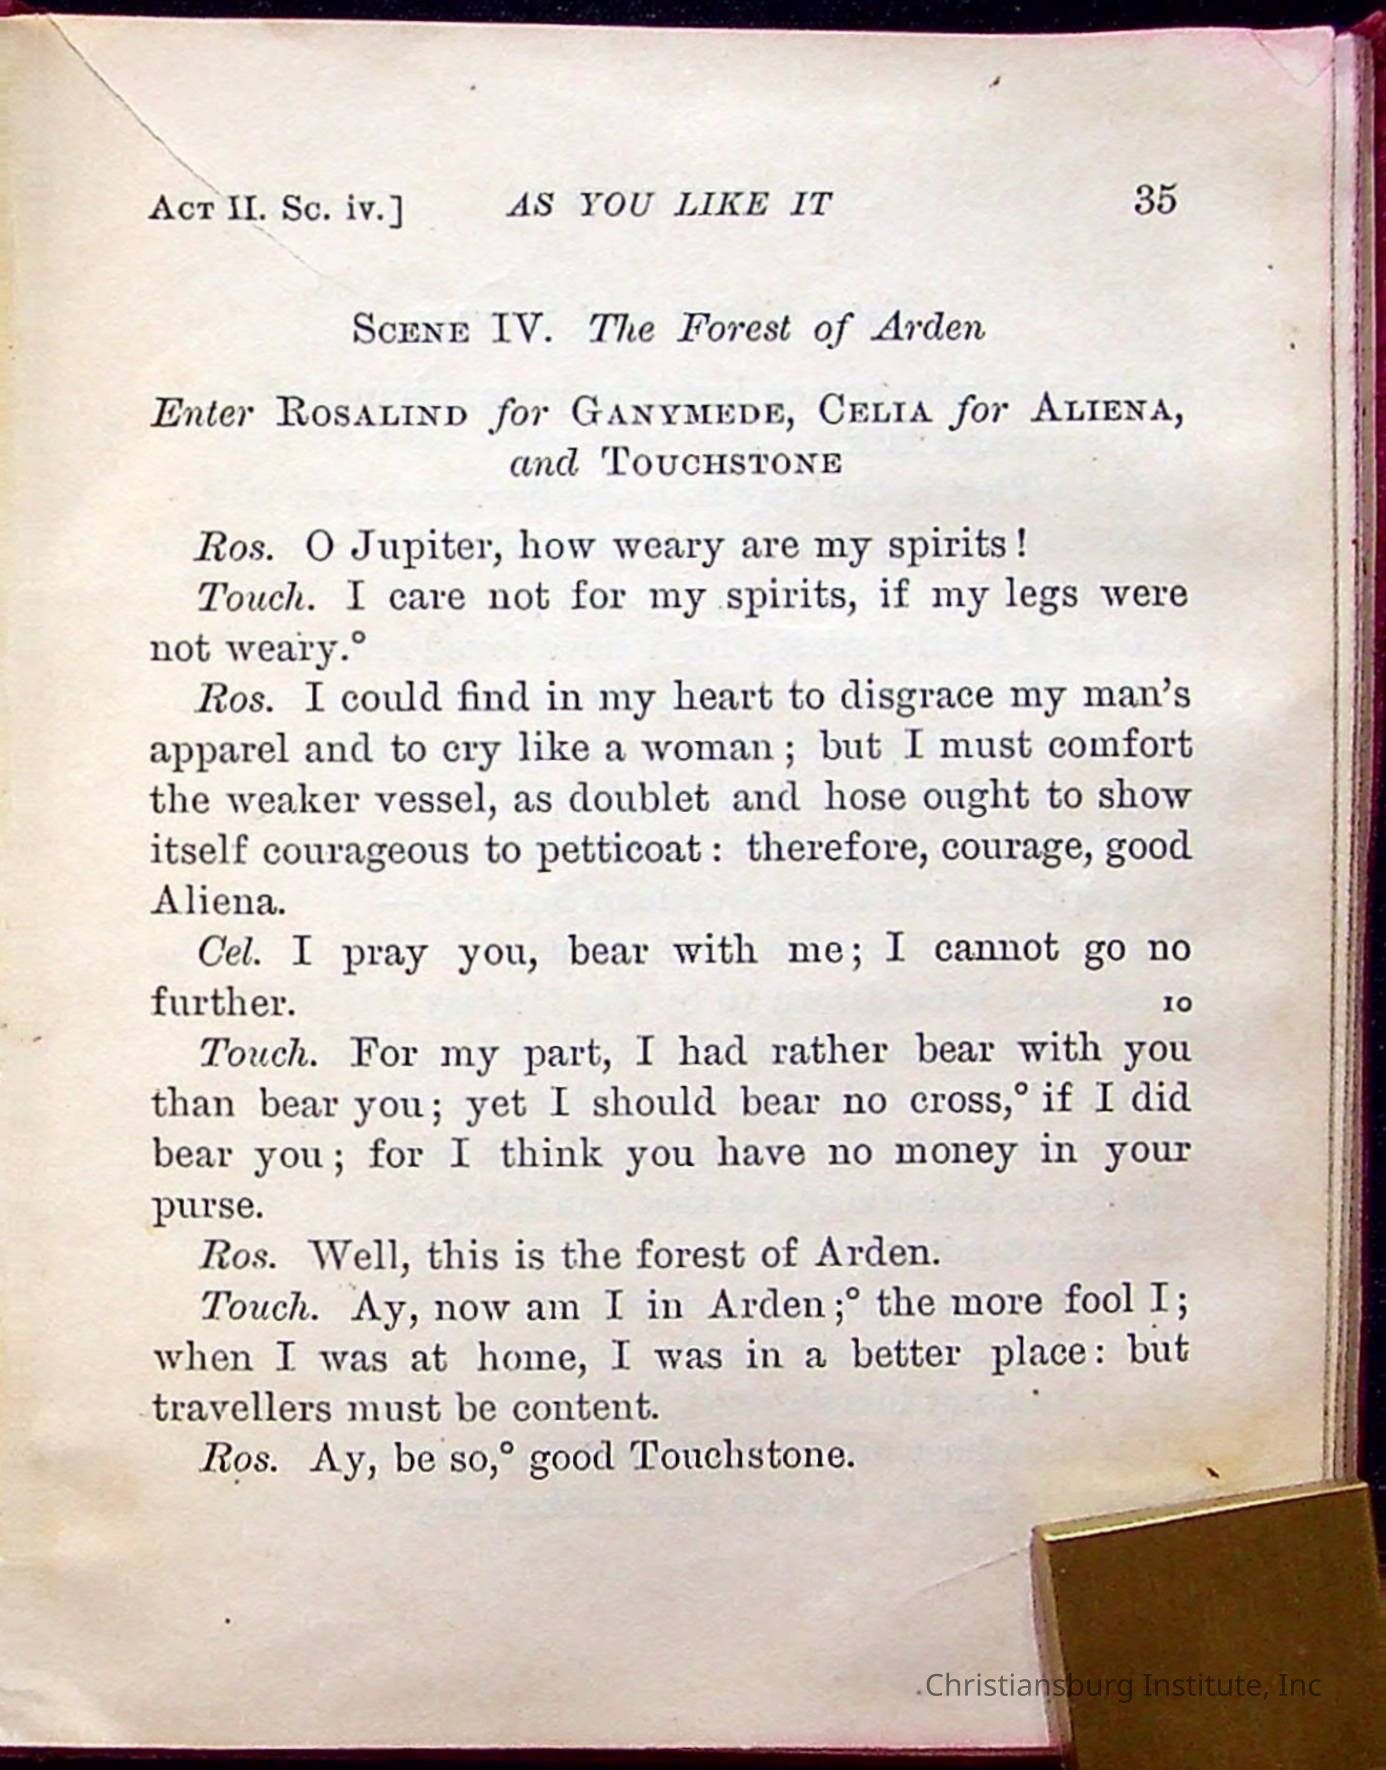 ACT II. Sc. iv.] AS YOU LIKE IT 35
SCENE IV. The Forest of Arden
Enter ROSALIND for GANYMEDE, CELIA for ALIENA,
and TOUCHSTONE
Ros. O Jupiter, how weary are my spirits!
Touch. I care not for my spirits, if my legs were
not weary.°
Ros. I could find in my heart to disgrace my man's
apparel and to cry like a woman; but I must comfort
the weaker vessel, as doublet and hose ought to show
itself courageous to petticoat: therefore, courage, good
Aliena.
Cel. I pray you, bear with me; I cannot go no
further. 10
Touch. For my part, I had rather bear with you
than bear you; yet I should bear no cross,° if I did
bear you; for I think you have no money in your
purse.
Ros. Well, this is the forest of Arden.
Touch. Ay, now am I in Arden;° the more fool I;
when I was at home, I was in a better place: but
travellers must be content.
Ros. Ay, be so,° good Touchstone.
Christiansburg Institute, Inc